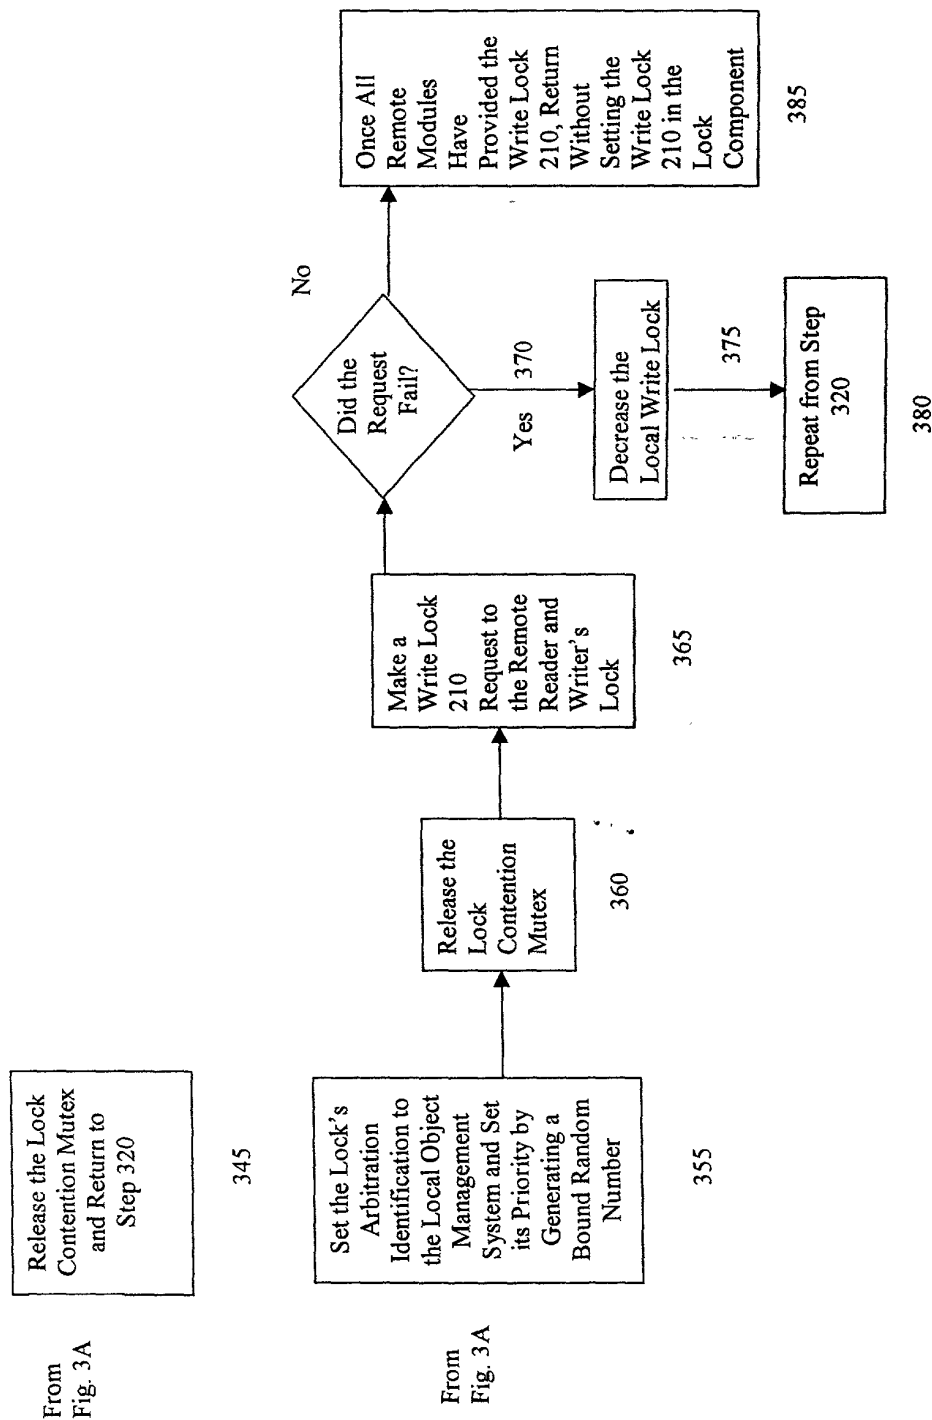 From
Fig. 3A
Release the Lock
Contention Mutex
and Return to
Step 320
345
From
Fig. 3A
Set the Lock's
Arbitration
Identification to
the Local Object
Management
System and Set
its Priority by
Generating a
Bound Random
Number
355
Release the
Lock
Contention
Mutex
360
Make a
Write Lock
210
Request to
the Remote
Reader and
Writer's
Lock
365
Did the
Request
Fail?
No
Yes
370
Decrease the
Local Write Lock
375
Repeat from Step
320
380
Once All
Remote
Modules
Have
Provided the
Write Lock
210, Return
Without
Setting the
Write Lock
210 in the
Lock
Component
385